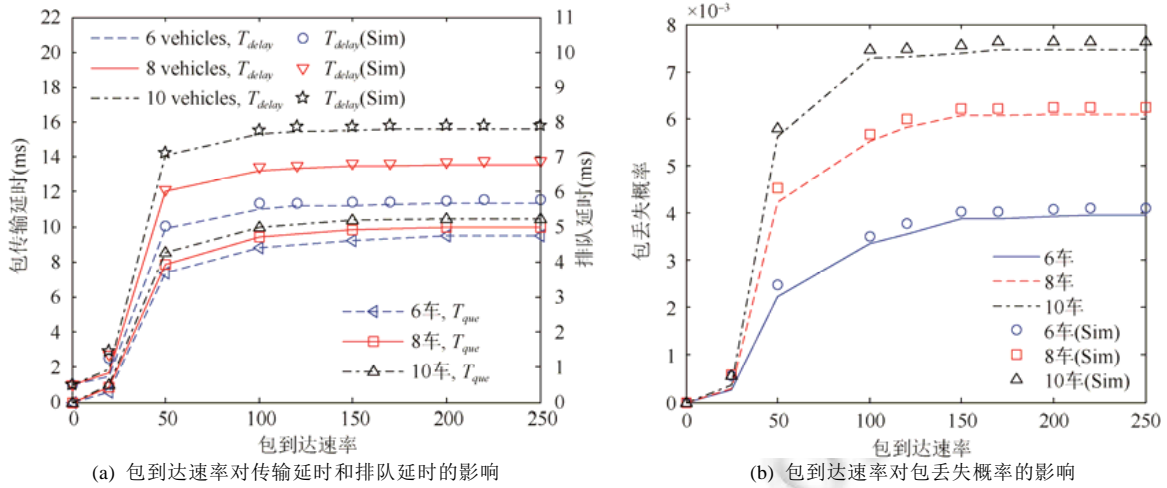 22
20
18
16
14
12
10
8
6
4
2
0
包传输延时(ms)
6 vehicles, T_delay
T_delay(Sim)
8 vehicles, T_delay
T_delay(Sim)
10 vehicles, T_delay
T_delay(Sim)
6车, T_que
8车, T_que
10车, T_que
11
10
9
8
7
6
5
4
3
2
1
0
排队延时(ms)
0 50 100 150 200 250
包到达速率
(a) 包到达速率对传输延时和排队延时的影响
×10⁻³
8
7
6
5
4
3
2
1
0
包丢失概率
6车
8车
10车
6车(Sim)
8车(Sim)
10车(Sim)
0 50 100 150 200 250
包到达速率
(b) 包到达速率对包丢失概率的影响